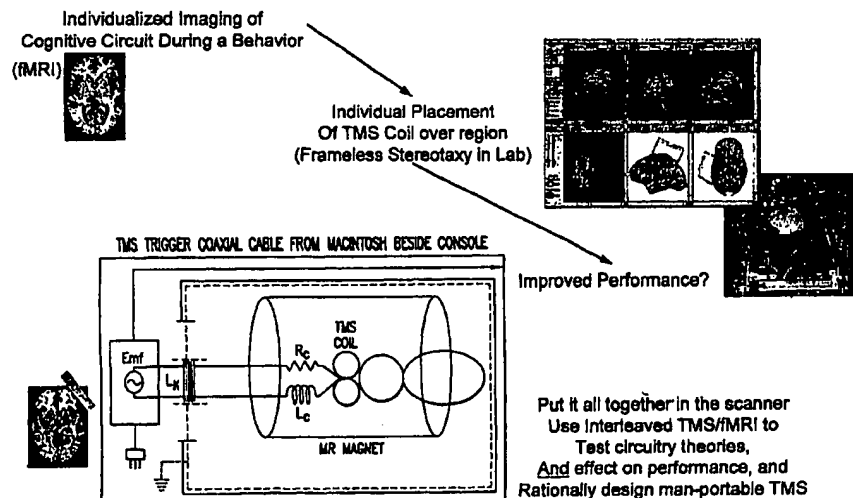 Individualized Imaging of
Cognitive Circuit During a Behavior
(fMRI)
Individual Placement
Of TMS Coil over region
(Frameless Stereotaxy in Lab)
Improved Performance?
TMS TRIGGER COAXIAL CABLE FROM MACINTOSH BESIDE CONSOLE
Emf
LX
RC
LC
TMS
COIL
MR MAGNET
Put it all together in the scanner
Use Interleaved TMS/fMRI to
Test circuitry theories,
And effect on performance, and
Rationally design man-portable TMS